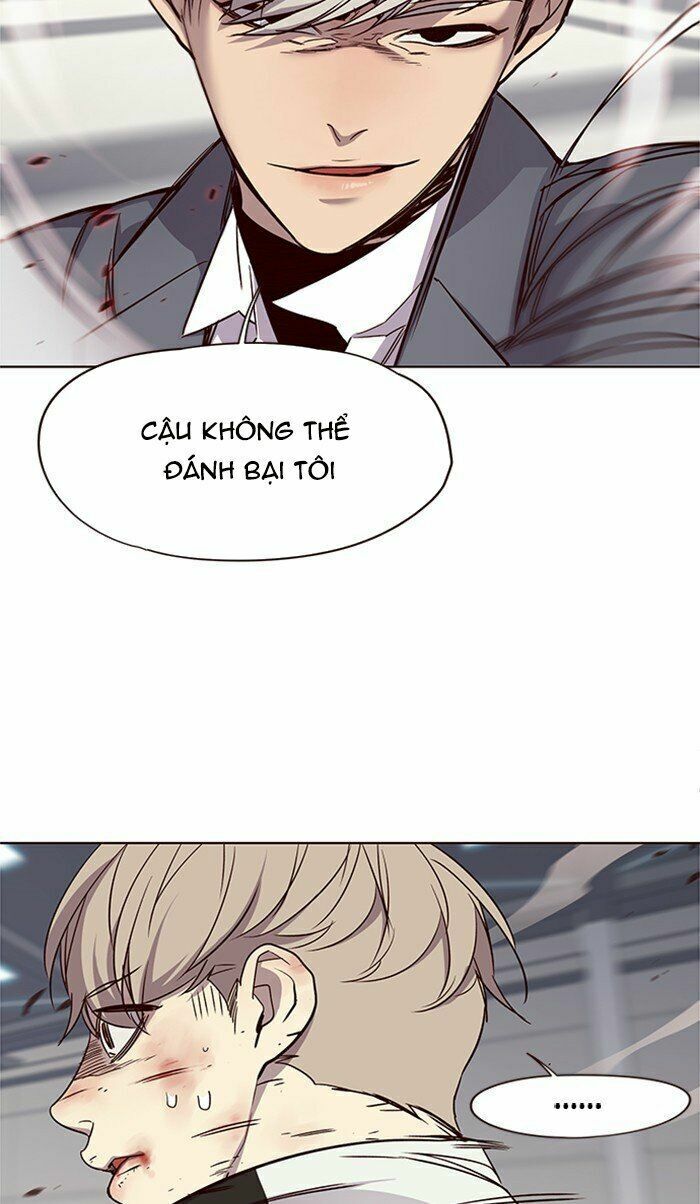 CẬU KHÔNG THỂ
ĐÁNH BẠI TÔI
......